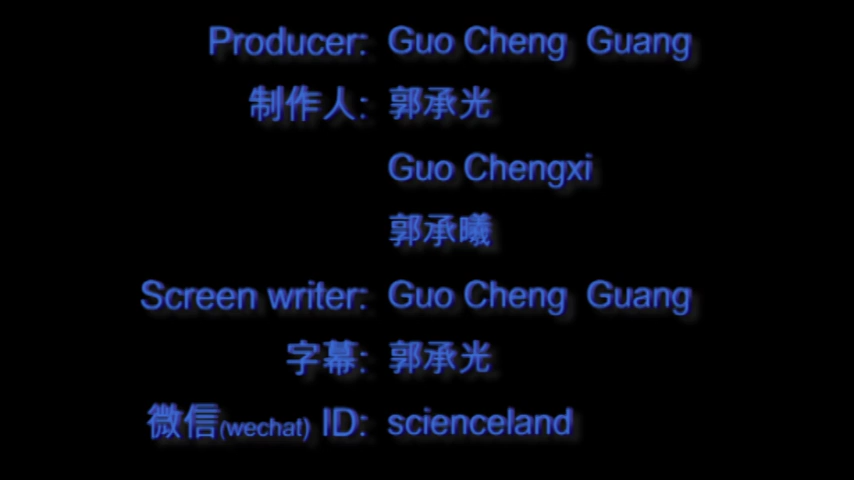 Producer: Guo Cheng Guang
制作人: 郭承光
Guo Chengxi
郭承曦
Screen writer: Guo Cheng Guang
字幕: 郭承光
微信(wechat) ID: scienceland